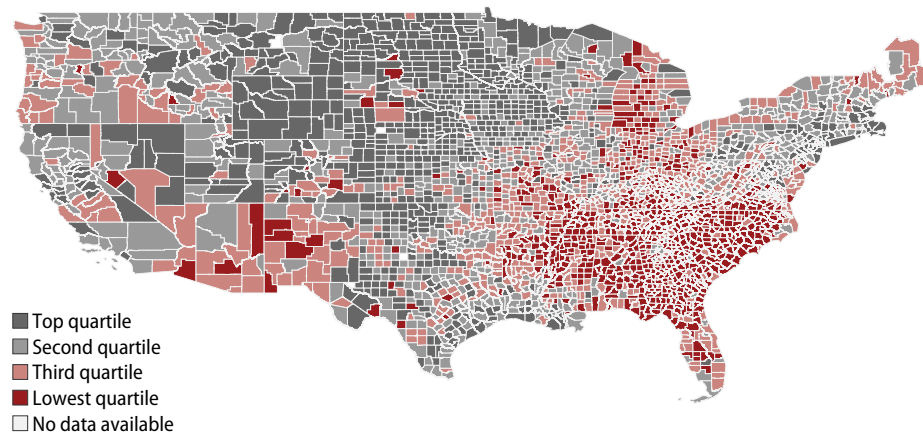 Top quartile
Second quartile
Third quartile
Lowest quartile
No data available